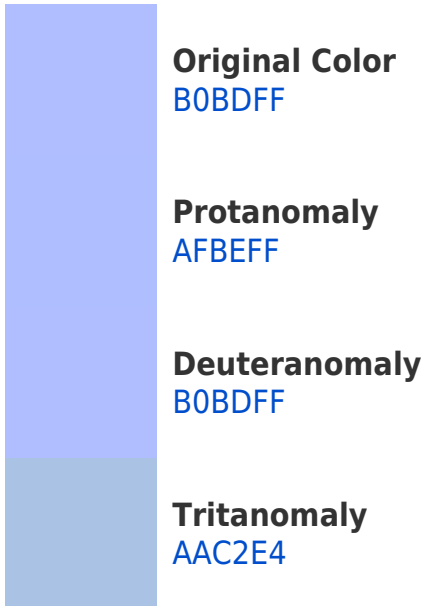 Original Color
B0BDFF
Protanomaly
AFBEFF
Deuteranomaly
B0BDFF
Tritanomaly
AAC2E4